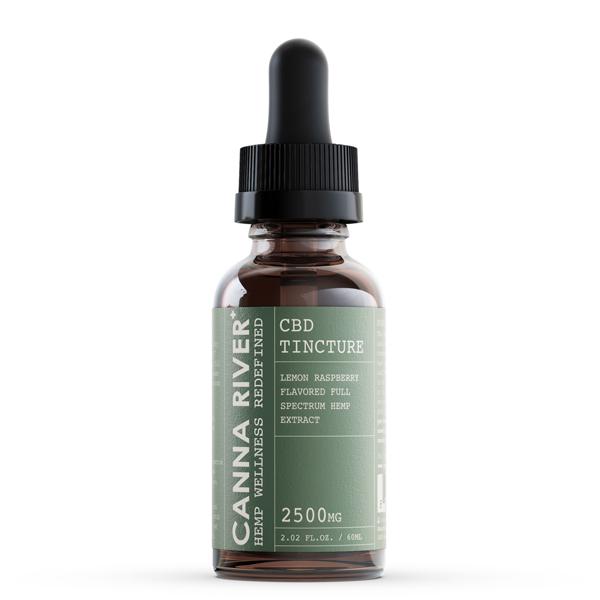 CANNA RIVER+
HEMP WELLNESS REDEFINED
CBD
TINCTURE
LEMON RASPBERRY
FLAVORED FULL
SPECTRUM HEMP
EXTRACT
2500MG
2.02 FL.OZ. / 60ML